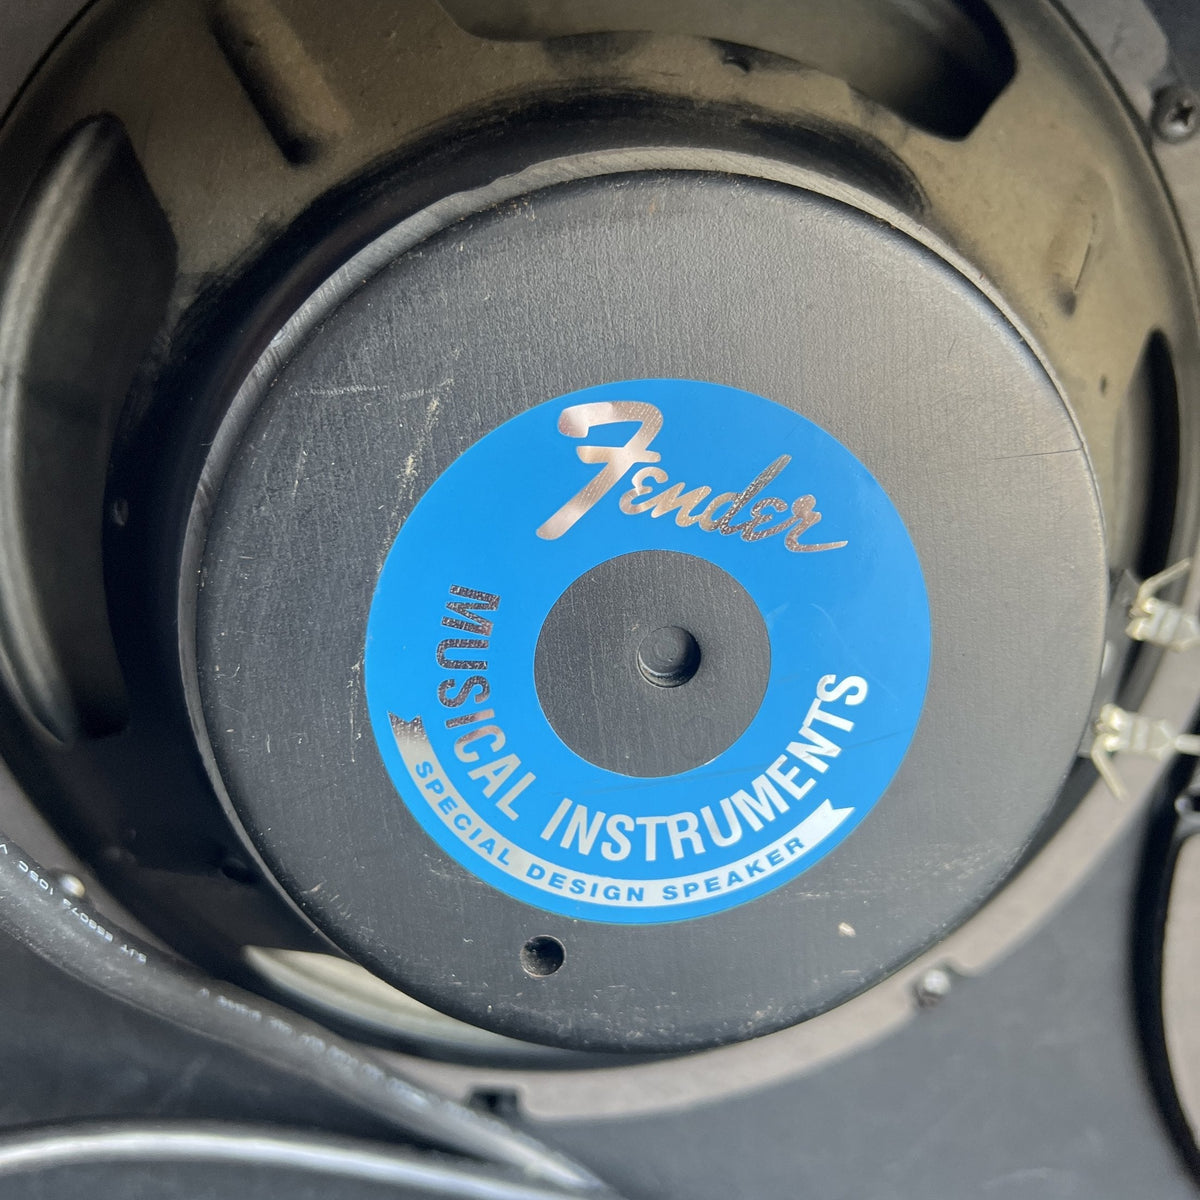 Fender
MUSICAL INSTRUMENTS
SPECIAL DESIGN SPEAKER